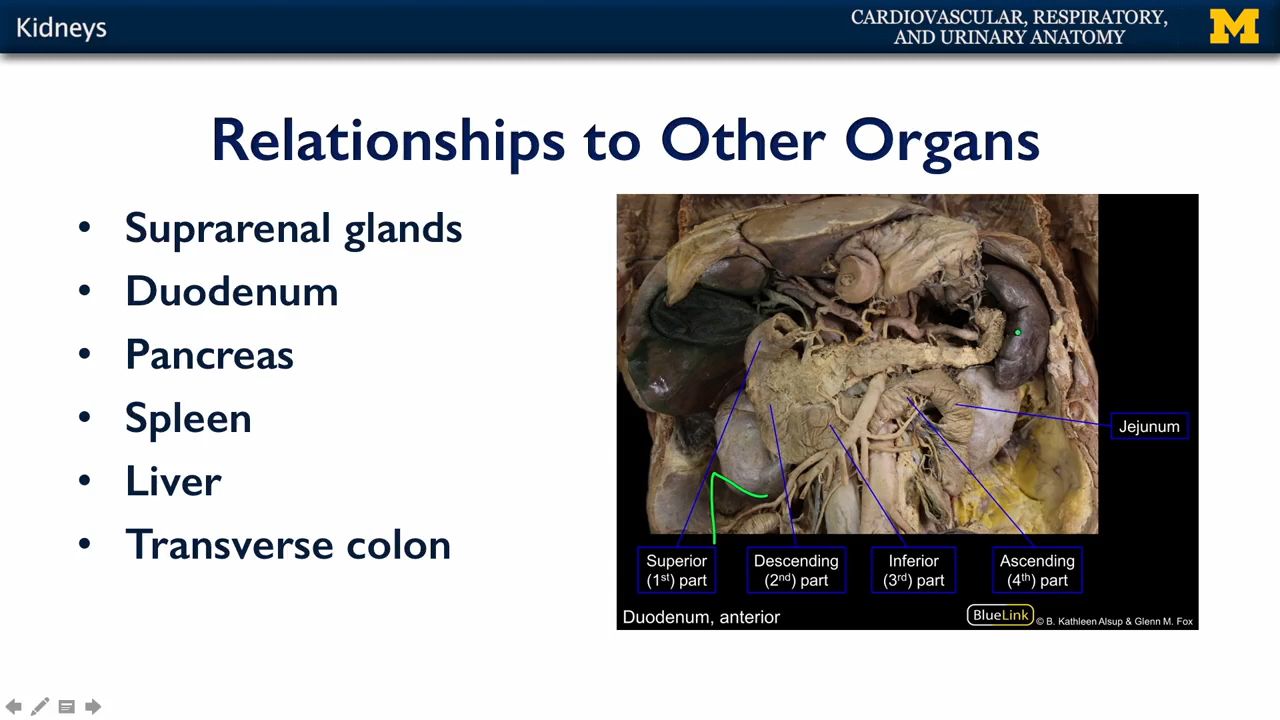 Kidneys
CARDIOVASCULAR, RESPIRATORY,
AND URINARY ANATOMY
M
Relationships to Other Organs
• Suprarenal glands
• Duodenum
• Pancreas
• Spleen
• Liver
• Transverse colon
Jejunum
Superior
(1st) part
Descending
(2nd) part
Inferior
(3rd) part
Ascending
(4th) part
Duodenum, anterior
BlueLink
© B. Kathleen Alsup & Glenn M. Fox